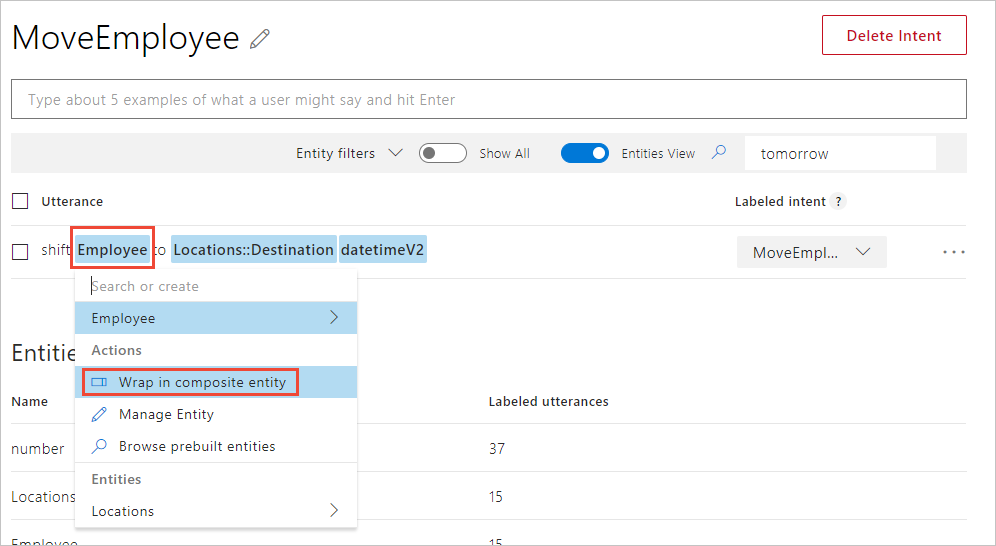 MoveEmployee
Delete Intent
Type about 5 examples of what a user might say and hit Enter
Entity filters Show All Entities View tomorrow
Utterance Labeled intent ?
shift Employee to Locations::Destination datetimeV2 MoveEmpl... ...
Search or create
Employee
Actions
Wrap in composite entity
Manage Entity
Browse prebuilt entities
Entities
Locations
Entitie
Name Labeled utterances
number 37
Locations 15
Employee 15